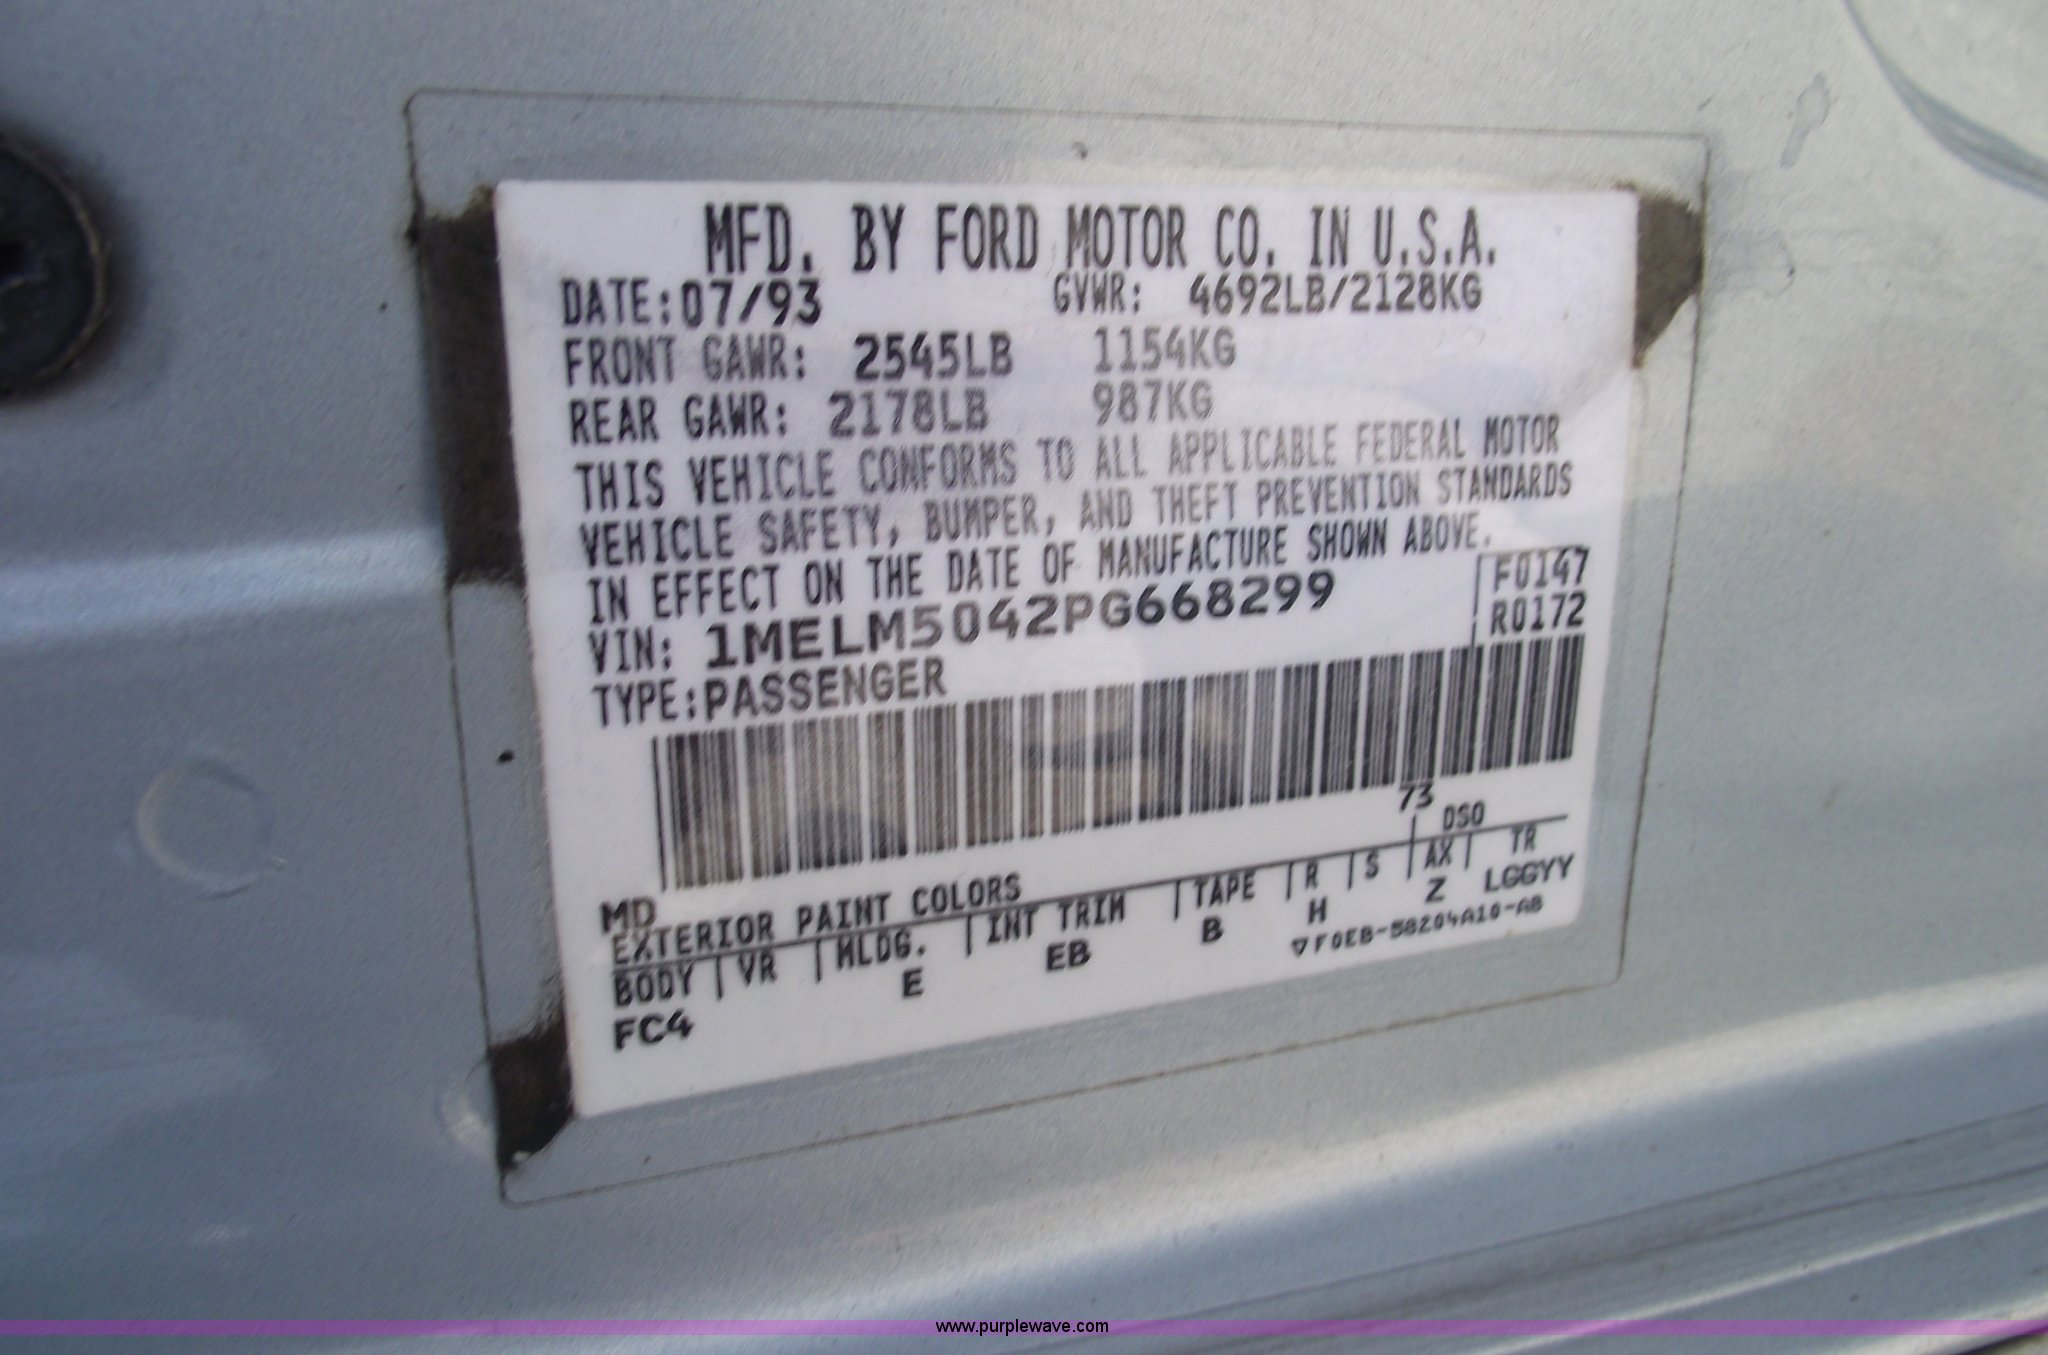 MFD. BY FORD MOTOR CO. IN U.S.A.
DATE:07/93 GVWR: 4692LB/2128KG
FRONT GAWR: 2545LB 1154KG
REAR GAWR: 2178LB 987KG
THIS VEHICLE CONFORMS TO ALL APPLICABLE FEDERAL MOTOR
VEHICLE SAFETY, BUMPER, AND THEFT PREVENTION STANDARDS
IN EFFECT ON THE DATE OF MANUFACTURE SHOWN ABOVE.
F0147
VIN: 1MELM5042PG668299
R0172
TYPE:PASSENGER
73
MD
EXTERIOR PAINT COLORS DSO
BODY VR MLDG. INT TRIM TAPE R S AX TR
FC4 E EB B H Z LGGYY
▽F0EB-58204A10-AB
www.purplewave.com